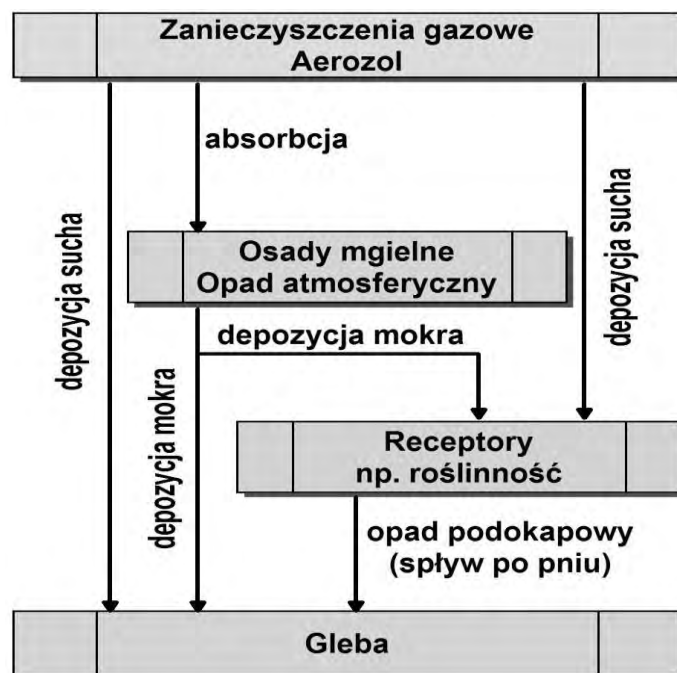 Zanieczyszczenia gazowe
Aerozol
absorbcja
depozycja sucha
depozycja sucha
Osady mgielne
Opad atmosferyczny
depozycja mokra
depozycja mokra
Receptory
np. roślinność
opad podokapowy
(spływ po pniu)
Gleba